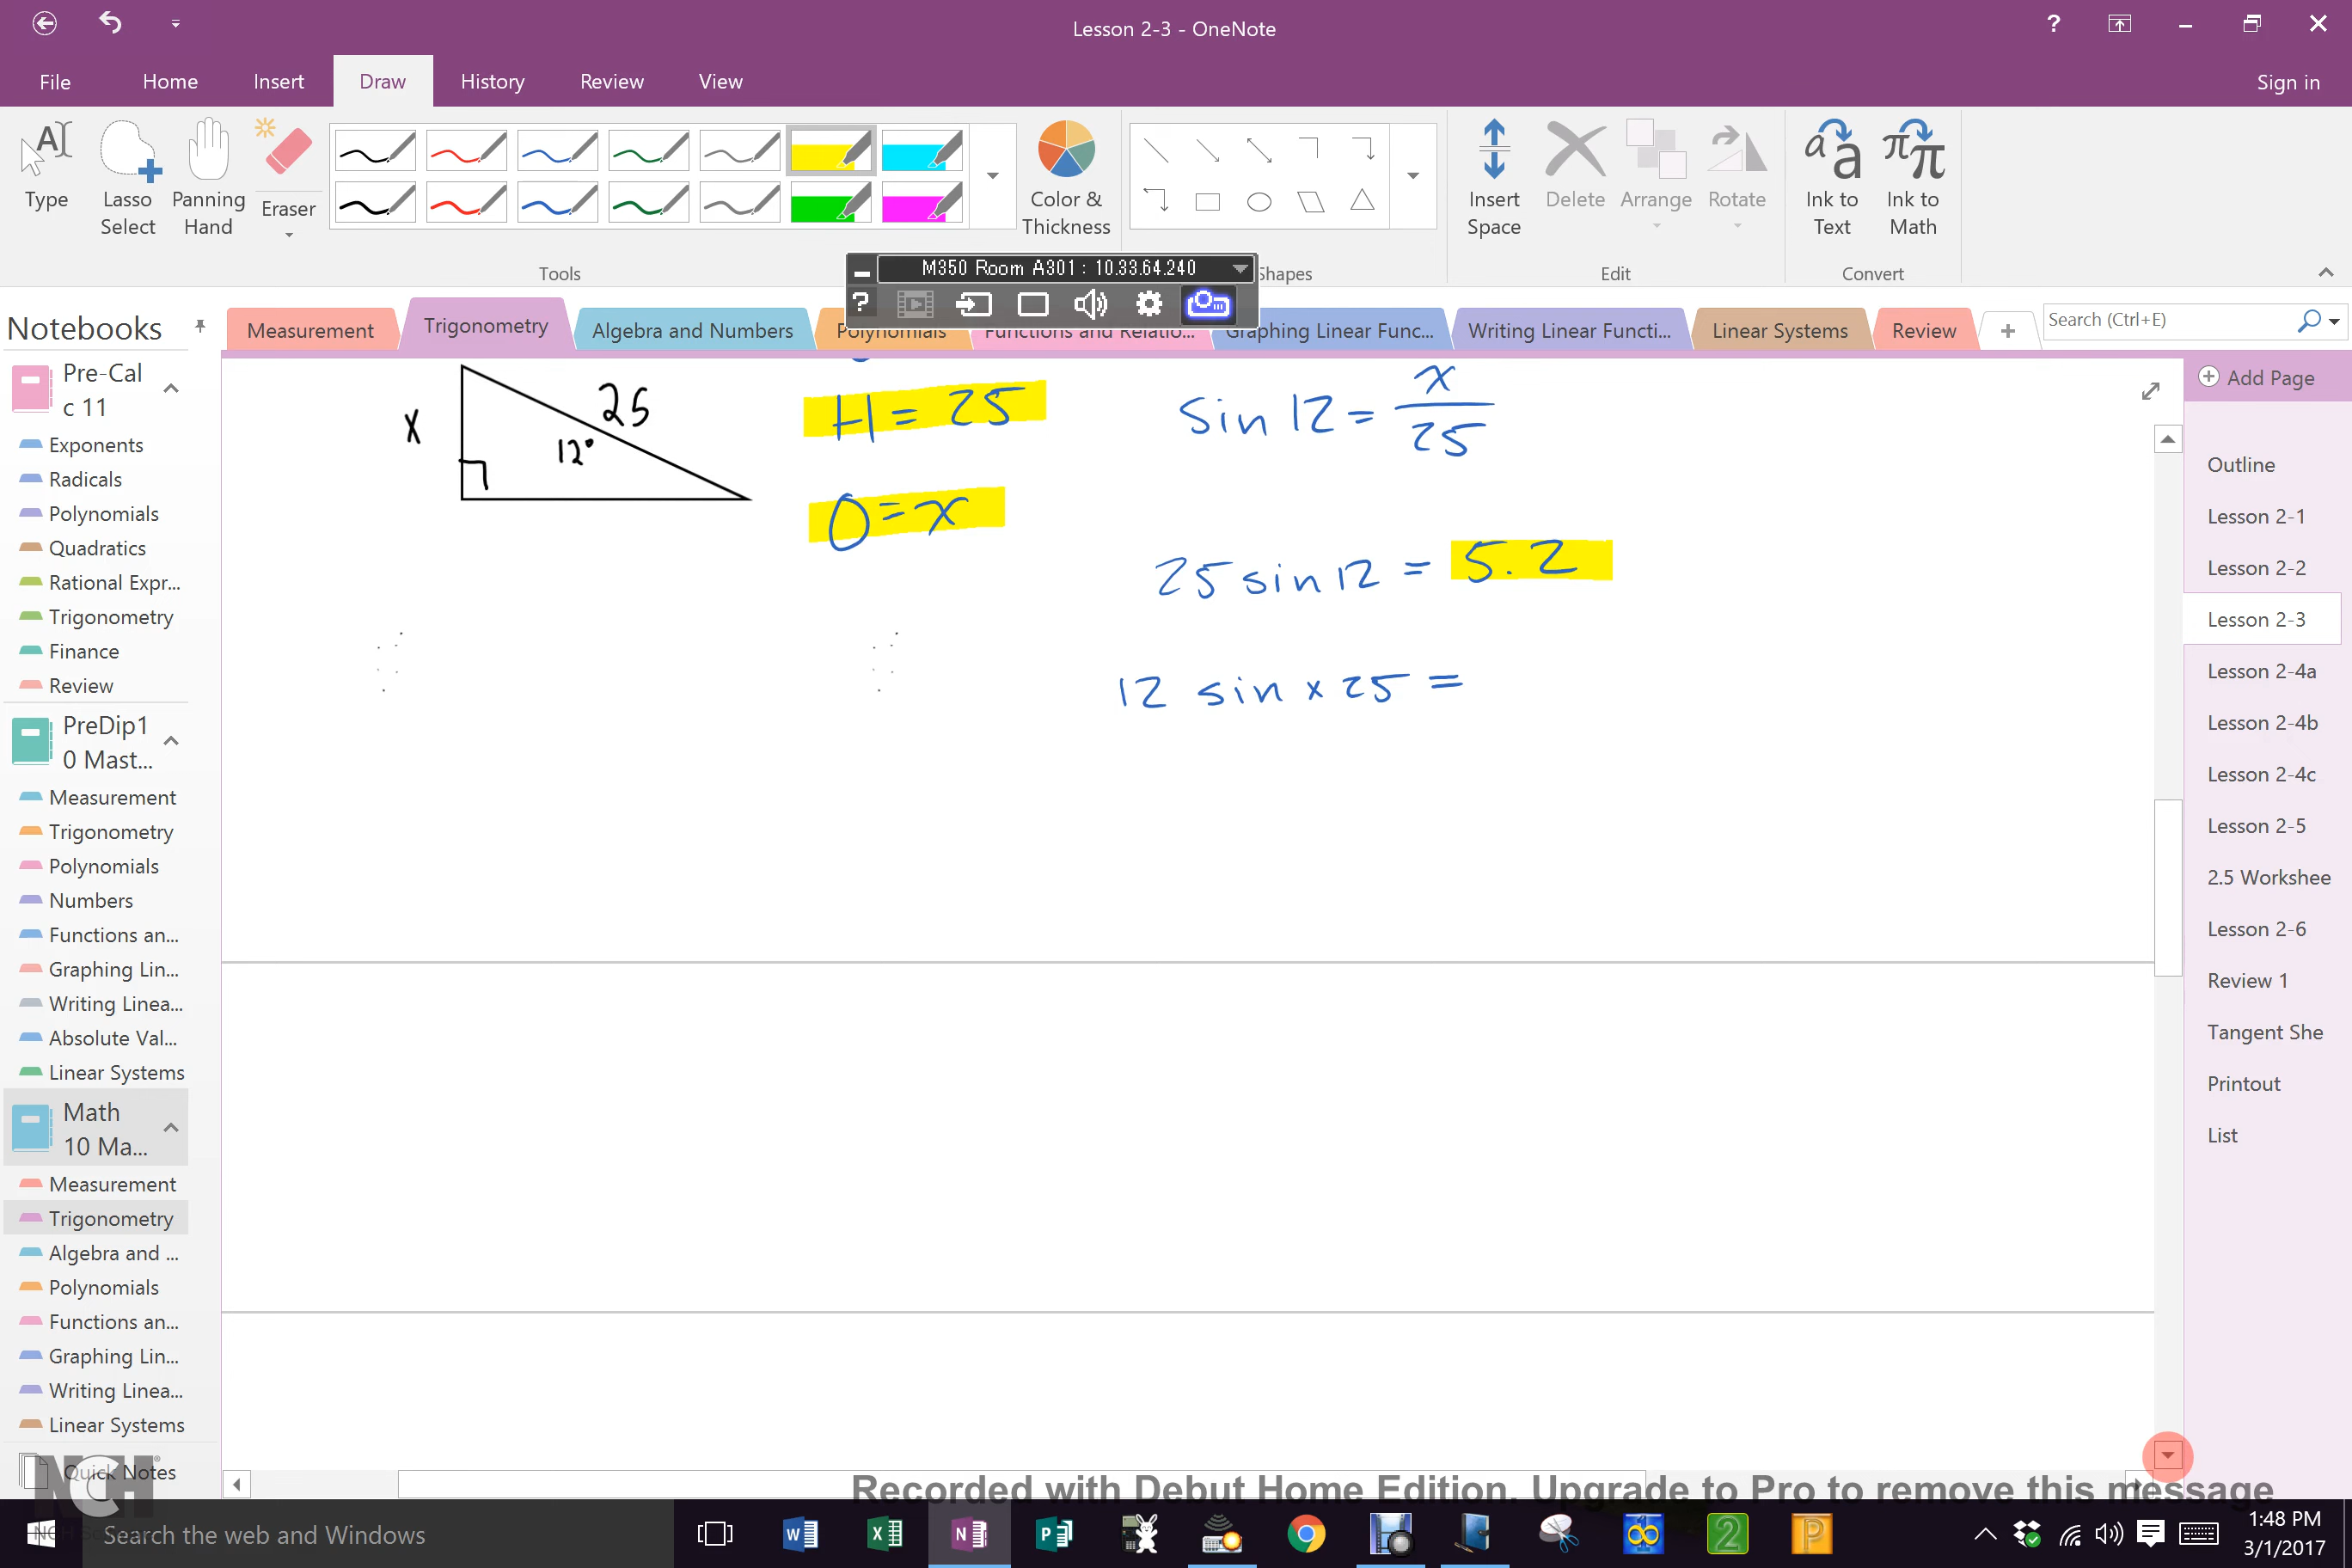 Lesson 2-3 - OneNote
File Home Insert Draw History Review View Sign in
Type
Lasso Select
Panning Hand
Eraser
Color & Thickness
Insert Space
Delete
Arrange
Rotate
Ink to Text
Ink to Math
Tools
Shapes
Edit
Convert
M350 Room A301 : 10.33.64.240
Notebooks
Measurement
Trigonometry
Algebra and Numbers
Polynomials
Functions and Relatio...
Graphing Linear Func...
Writing Linear Functi...
Linear Systems
Review
Search (Ctrl+E)
Pre-Cal
c 11
Exponents
Radicals
Polynomials
Quadratics
Rational Expr...
Trigonometry
Finance
Review
PreDip1
0 Mast...
Measurement
Trigonometry
Polynomials
Numbers
Functions an...
Graphing Lin...
Writing Linea...
Absolute Val...
Linear Systems
Math
10 Ma...
Measurement
Trigonometry
Algebra and ...
Polynomials
Functions an...
Graphing Lin...
Writing Linea...
Linear Systems
Quick Notes
x
25
12°
H = 25
O = x
sin 12 = x/25
25 sin 12 = 5.2
12 sin x 25 =
Add Page
Outline
Lesson 2-1
Lesson 2-2
Lesson 2-3
Lesson 2-4a
Lesson 2-4b
Lesson 2-4c
Lesson 2-5
2.5 Workshee
Lesson 2-6
Review 1
Tangent She
Printout
List
NCH
Recorded with Debut Home Edition. Upgrade to Pro to remove this message
Search the web and Windows
1:48 PM
3/1/2017